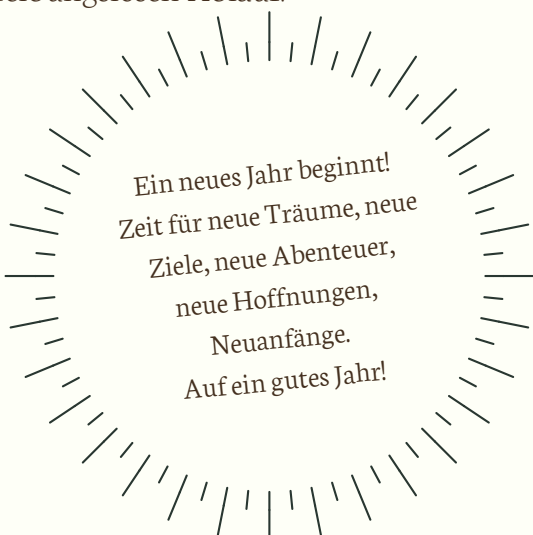 Ein neues Jahr beginnt!
Zeit für neue Träume, neue
Ziele, neue Abenteuer,
neue Hoffnungen,
Neuanfänge.
Auf ein gutes Jahr!